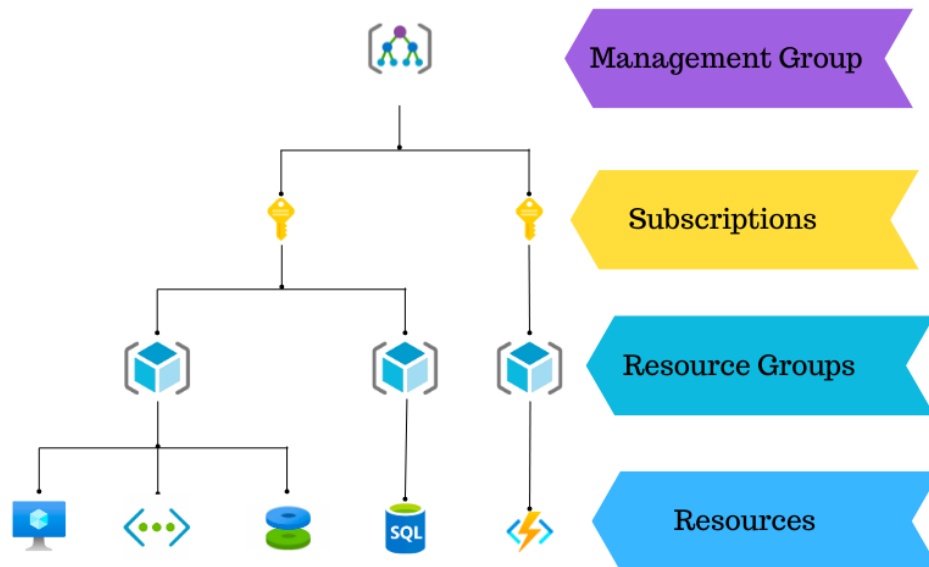 Management Group
Subscriptions
Resource Groups
SQL
Resources